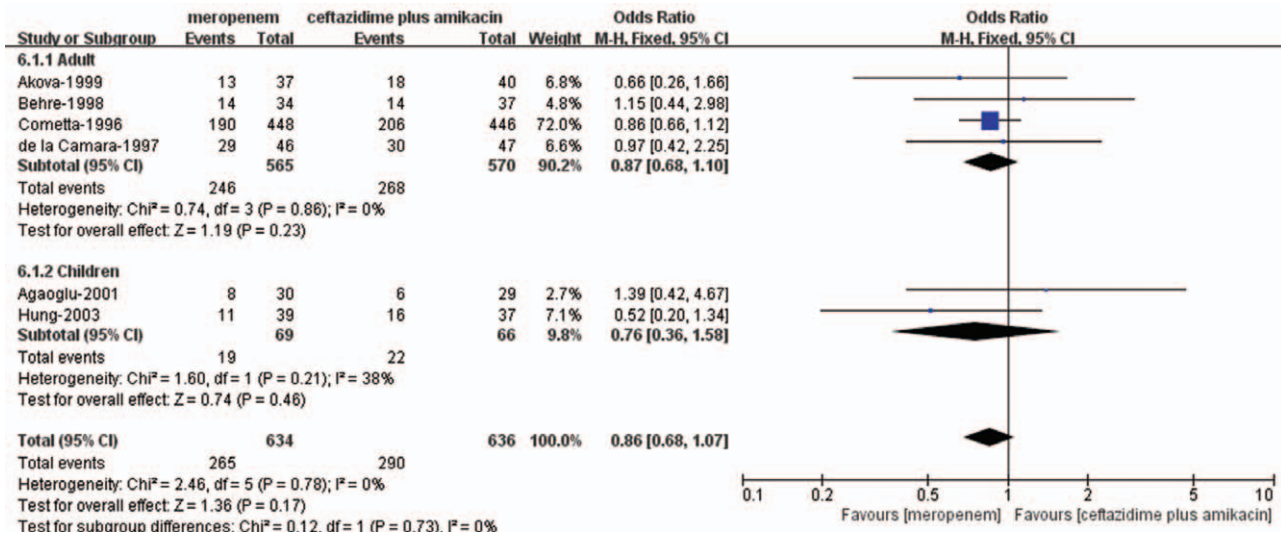 meropenem ceftazidime plus amikacin Odds Ratio Odds Ratio
Study or Subgroup Events Total Events Total Weight M-H, Fixed, 95% CI M-H, Fixed, 95% CI
6.1.1 Adult
Akova-1999 13 37 18 40 6.8% 0.66 [0.26, 1.66]
Behre-1998 14 34 14 37 4.8% 1.15 [0.44, 2.98]
Cometta-1996 190 448 206 446 72.0% 0.86 [0.66, 1.12]
de la Camara-1997 29 46 30 47 6.6% 0.97 [0.42, 2.25]
Subtotal (95% CI) 565 570 90.2% 0.87 [0.68, 1.10]
Total events 246 268
Heterogeneity: Chi² = 0.74, df = 3 (P = 0.86); I² = 0%
Test for overall effect: Z = 1.19 (P = 0.23)
6.1.2 Children
Agaoglu-2001 8 30 6 29 2.7% 1.39 [0.42, 4.67]
Hung-2003 11 39 16 37 7.1% 0.52 [0.20, 1.34]
Subtotal (95% CI) 69 66 9.8% 0.76 [0.36, 1.58]
Total events 19 22
Heterogeneity: Chi² = 1.60, df = 1 (P = 0.21); I² = 38%
Test for overall effect: Z = 0.74 (P = 0.46)
Total (95% CI) 634 636 100.0% 0.86 [0.68, 1.07]
Total events 265 290
Heterogeneity: Chi² = 2.46, df = 5 (P = 0.78); I² = 0%
Test for overall effect: Z = 1.36 (P = 0.17)
Test for subgroup differences: Chi² = 0.12, df = 1 (P = 0.73), I² = 0%
0.1 0.2 0.5 1 2 5 10
Favours [meropenem] Favours [ceftazidime plus amikacin]